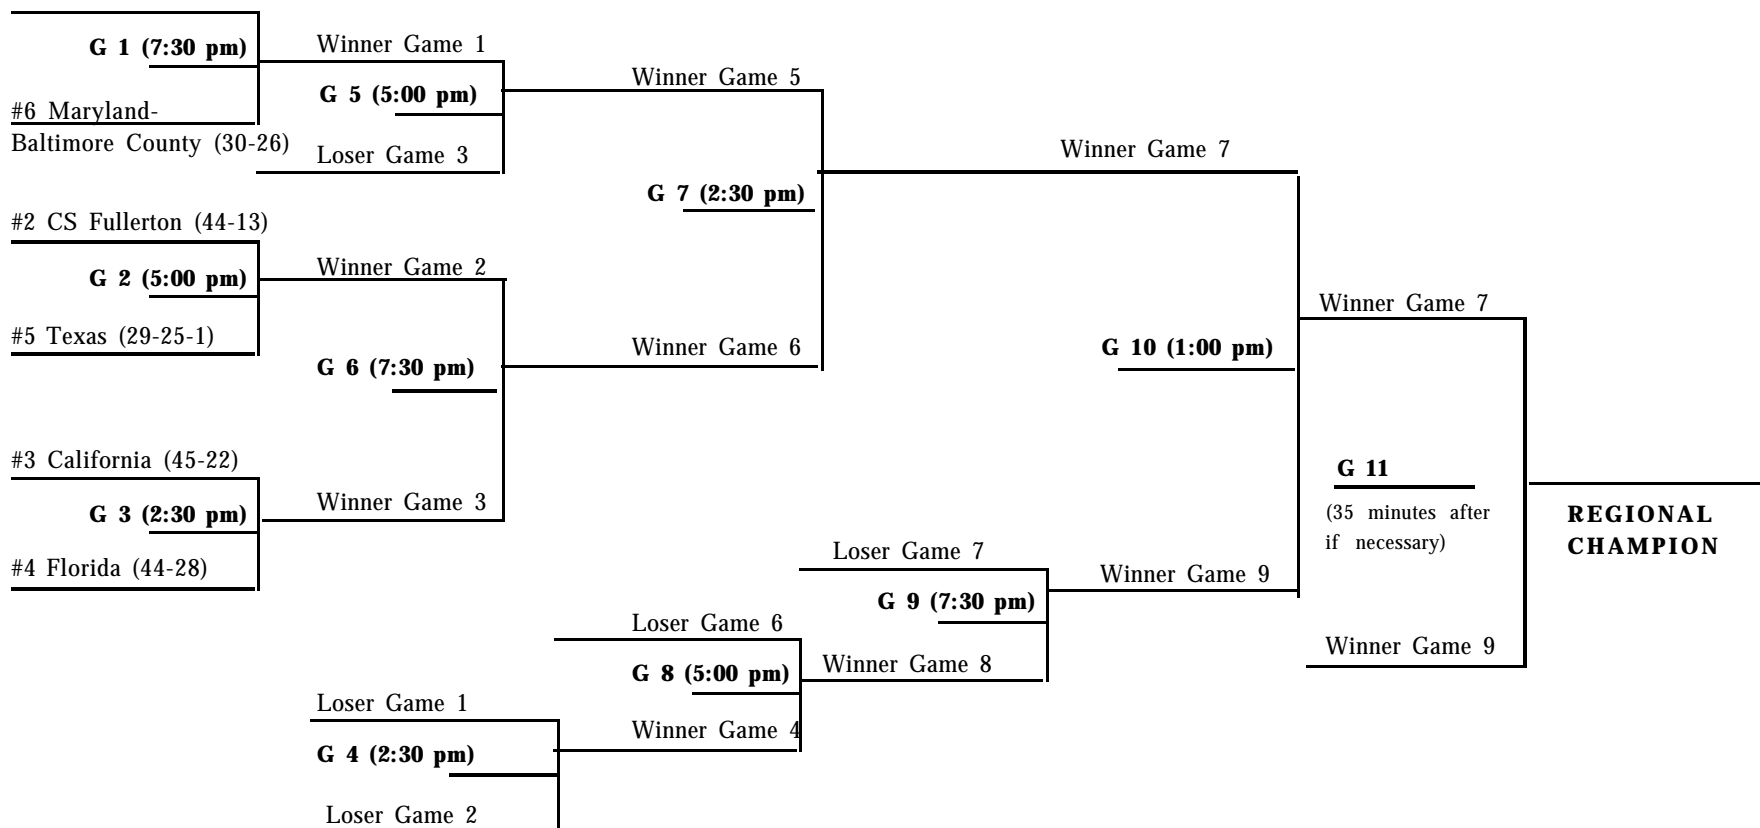 G 1 (7:30 pm)
#6 Maryland-
Baltimore County (30-26)
#2 CS Fullerton (44-13)
G 2 (5:00 pm)
#5 Texas (29-25-1)
#3 California (45-22)
G 3 (2:30 pm)
#4 Florida (44-28)
Winner Game 1
G 5 (5:00 pm)
Loser Game 3
Winner Game 2
G 6 (7:30 pm)
Winner Game 3
Loser Game 1
G 4 (2:30 pm)
Loser Game 2
Winner Game 5
G 7 (2:30 pm)
Winner Game 6
Loser Game 6
G 8 (5:00 pm)
Winner Game 4
Loser Game 7
G 9 (7:30 pm)
Winner Game 8
Winner Game 7
G 10 (1:00 pm)
Winner Game 9
Winner Game 7
G 11
(35 minutes after
if necessary)
Winner Game 9
REGIONAL
CHAMPION